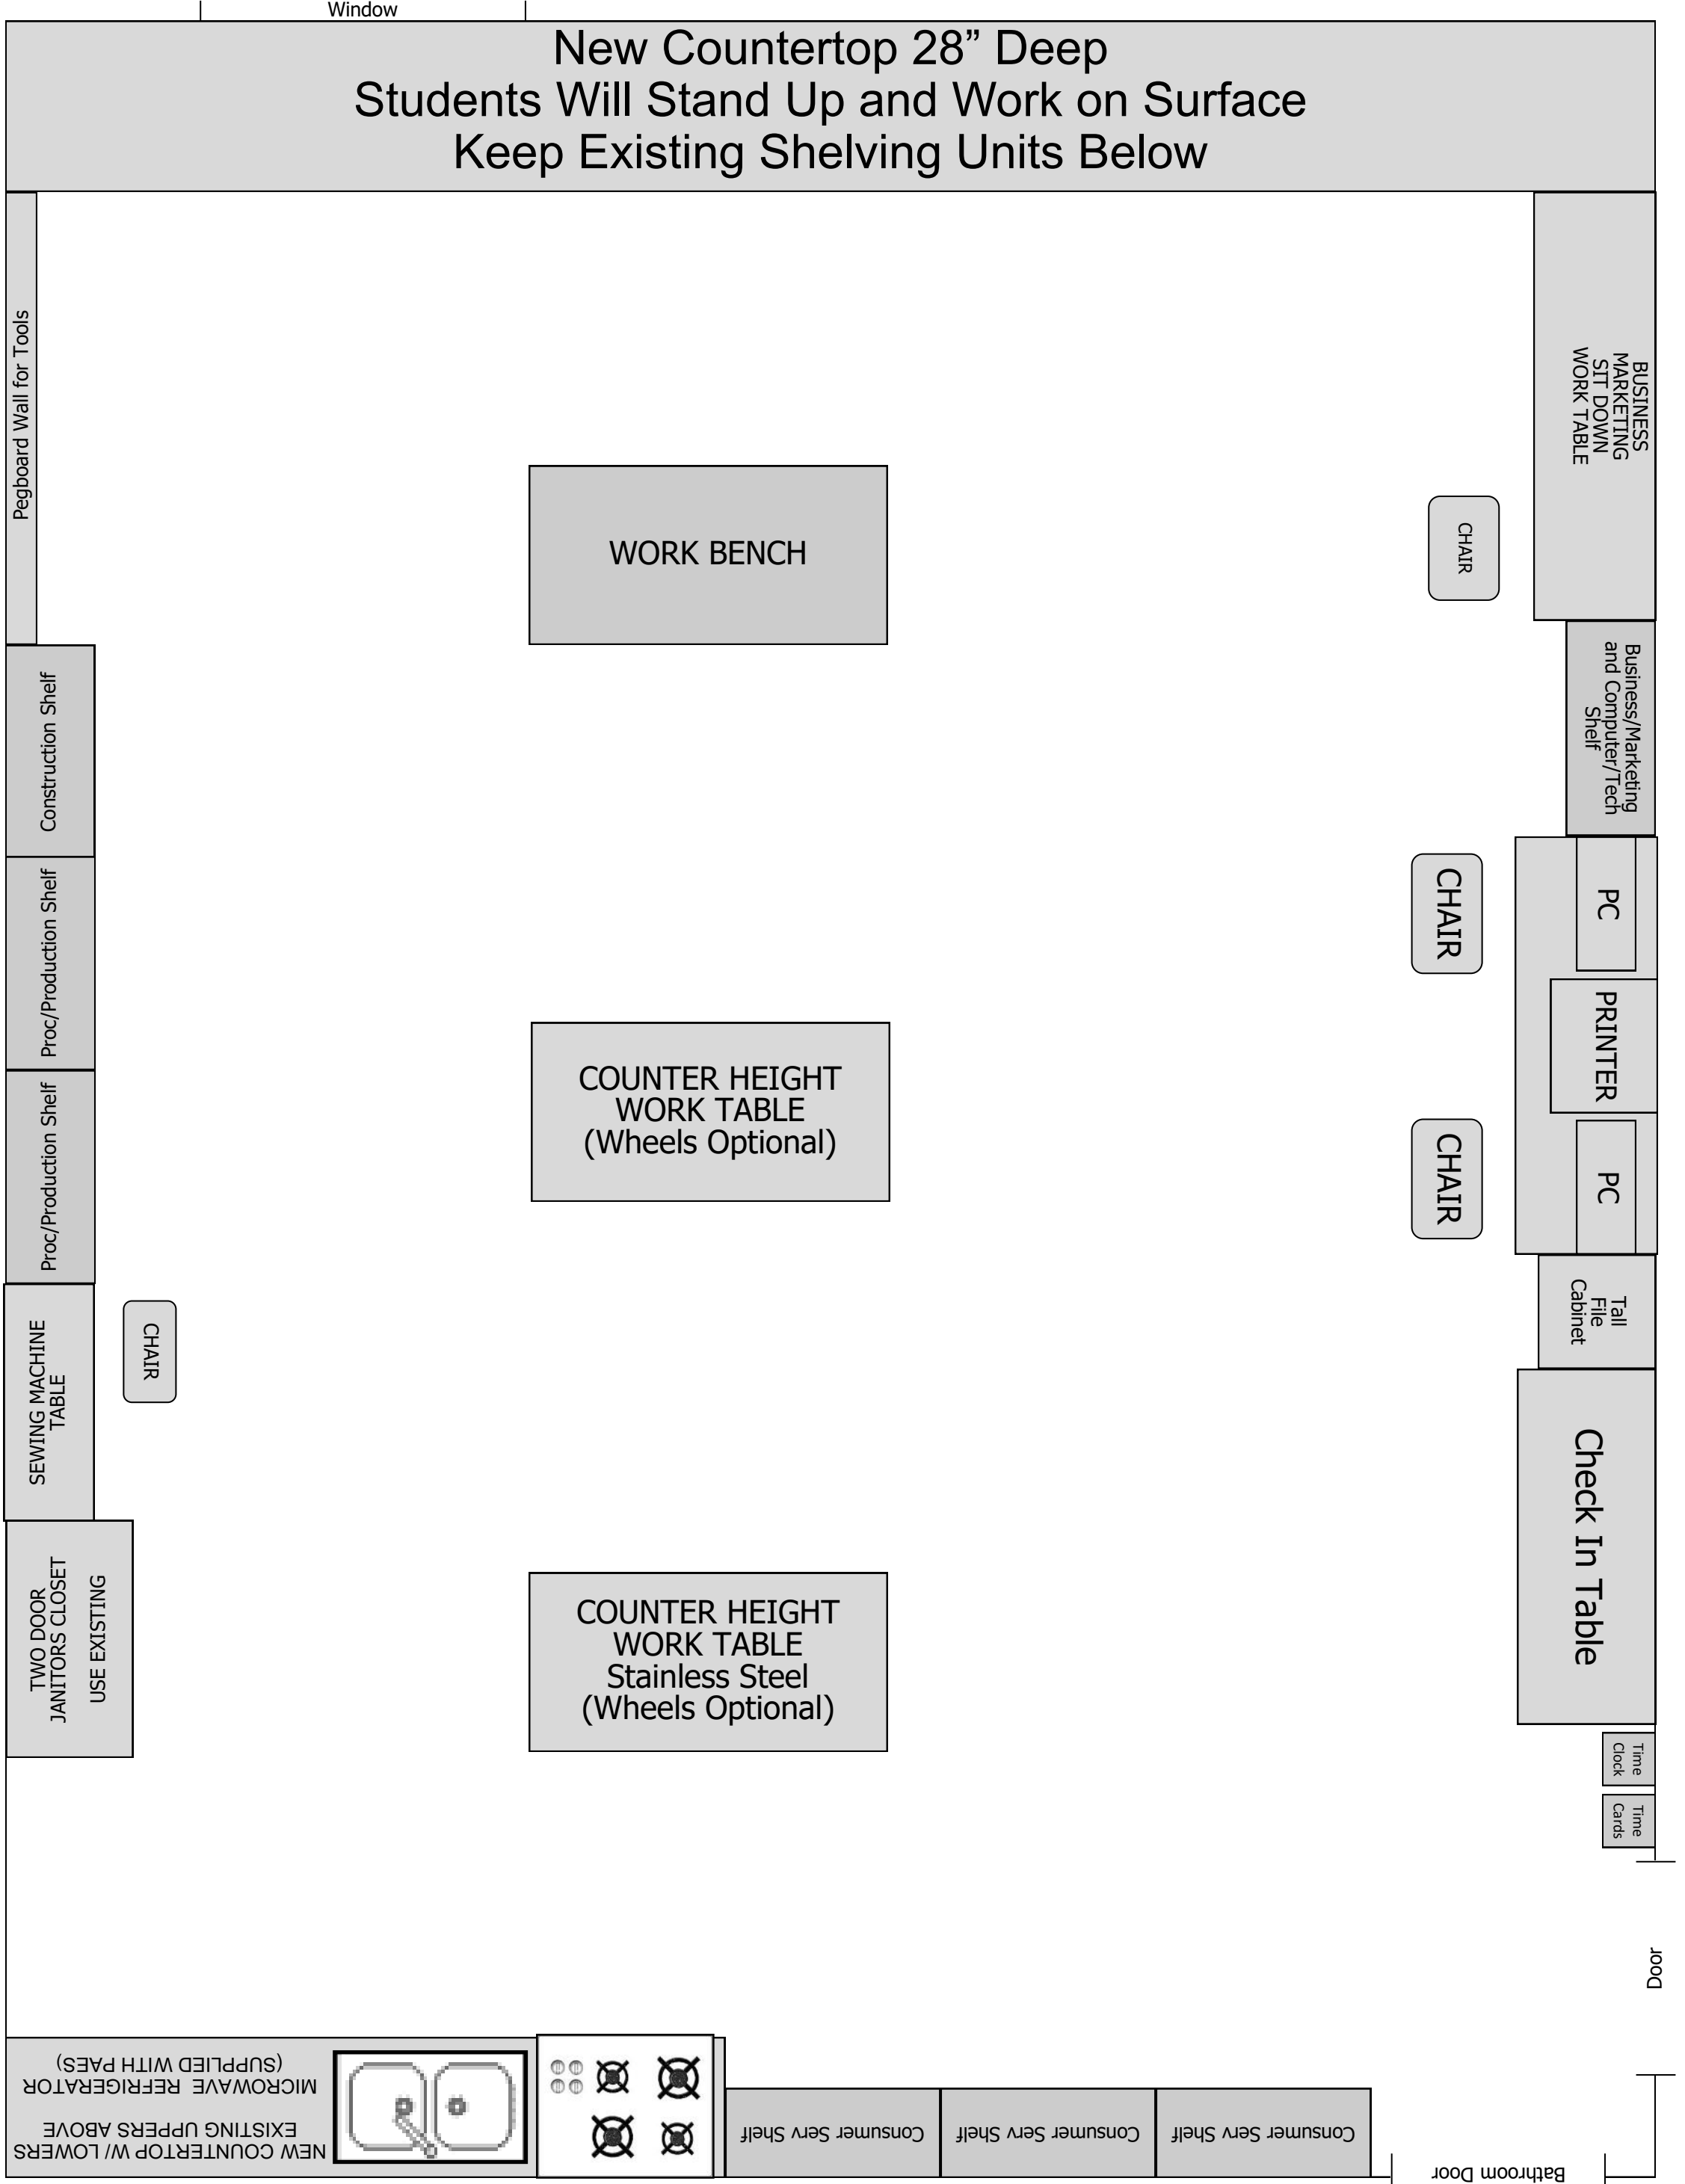 Window
New Countertop 28” Deep
Students Will Stand Up and Work on Surface
Keep Existing Shelving Units Below
Pegboard Wall for Tools
BUSINESS
MARKETING
SIT DOWN
WORK TABLE
WORK BENCH
CHAIR
Construction Shelf
Business/Marketing
and Computer/Tech
Shelf
Proc/Production Shelf
CHAIR
PC
PRINTER
COUNTER HEIGHT
WORK TABLE
(Wheels Optional)
Proc/Production Shelf
CHAIR
PC
Tall
File
Cabinet
SEWING MACHINE
TABLE
CHAIR
Check In Table
TWO DOOR
JANITORS CLOSET
USE EXISTING
COUNTER HEIGHT
WORK TABLE
Stainless Steel
(Wheels Optional)
Time
Clock
Time
Cards
Door
NEW COUNTERTOP W/ LOWERS
EXISTING UPPERS ABOVE
MICROWAVE REFRIGERATOR
(SUPPLIED WITH PAES)
Consumer Serv Shelf
Consumer Serv Shelf
Consumer Serv Shelf
Bathroom Door